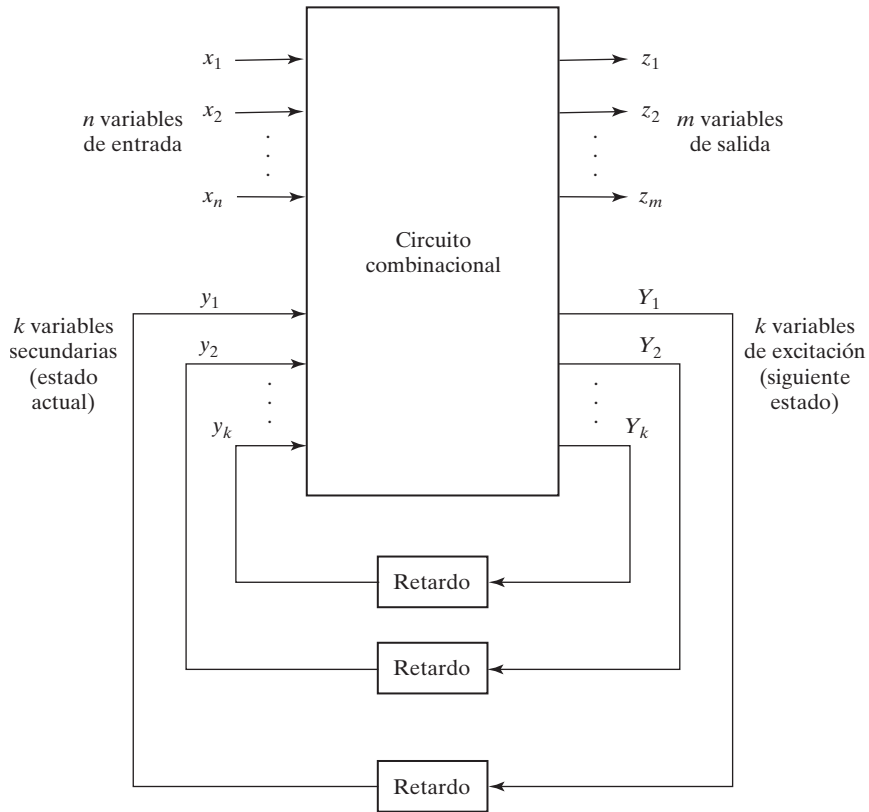 x1
z1
n variables
de entrada
x2
z2
m variables
de salida
.
.
.
.
.
.
xn
zm
Circuito
combinacional
y1
Y1
k variables
secundarias
(estado
actual)
y2
Y2
k variables
de excitación
(siguiente
estado)
.
.
.
.
.
.
yk
Yk
Retardo
Retardo
Retardo